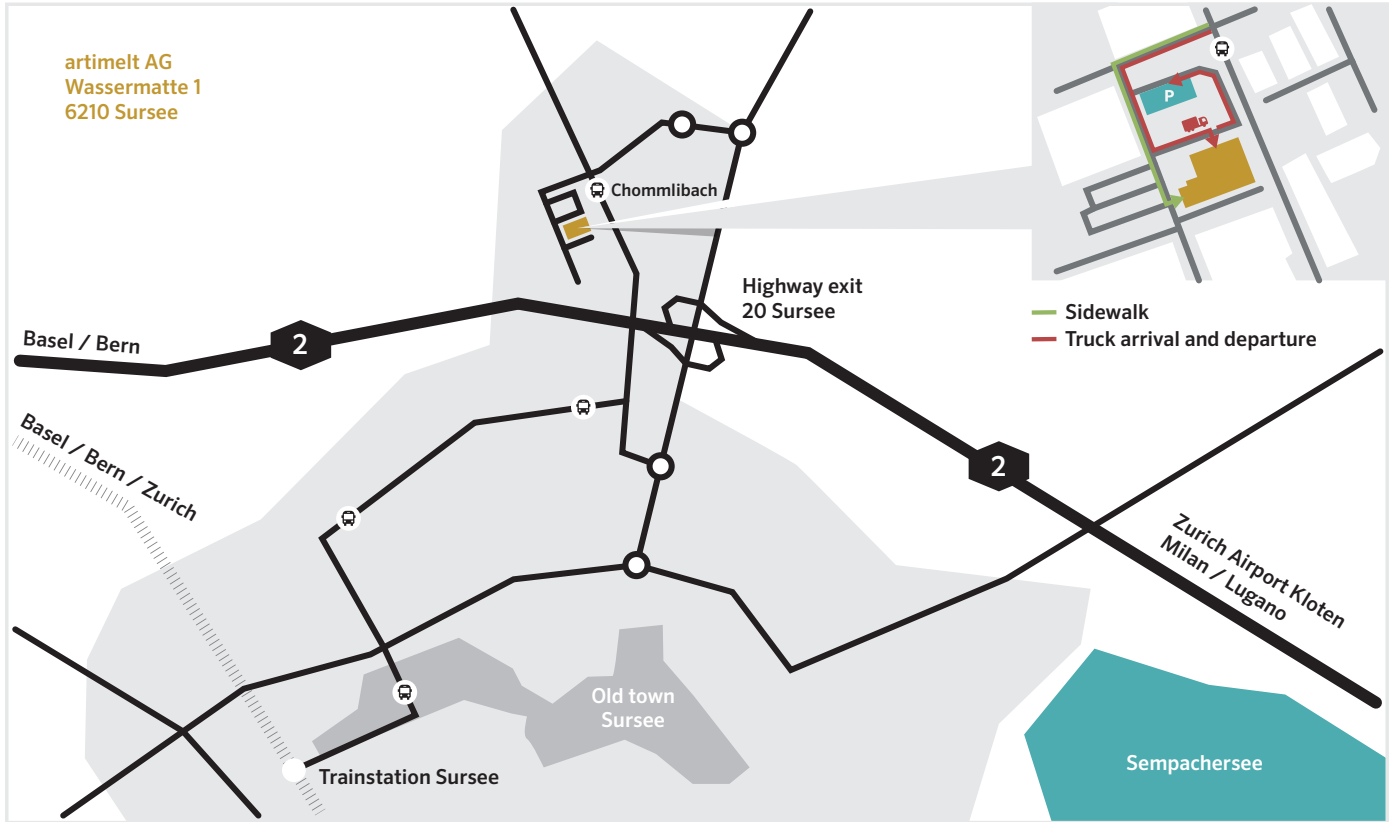 artimelt AG
Wassermatte 1
6210 Sursee
P
Chommlibach
Highway exit
20 Sursee
Sidewalk
Truck arrival and departure
Basel / Bern
2
Basel / Bern / Zurich
2
Zurich Airport Kloten
Milan / Lugano
Old town
Sursee
Trainstation Sursee
Sempachersee